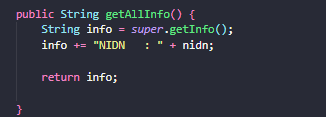 public String getAllInfo() {
    String info = super.getInfo();
    info += "NIDN   : " + nidn;

    return info;

}